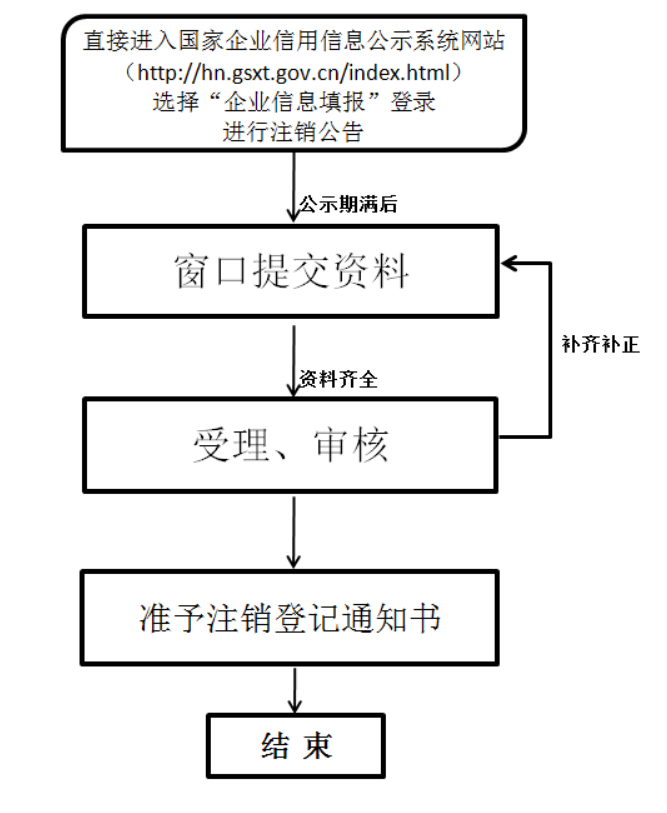 直接进入国家企业信用信息公示系统网站
（http://hn.gsxt.gov.cn/index.html）
选择“企业信息填报”登录
进行注销公告
公示期满后
窗口提交资料
补齐补正
资料齐全
受理、审核
准予注销登记通知书
结 束